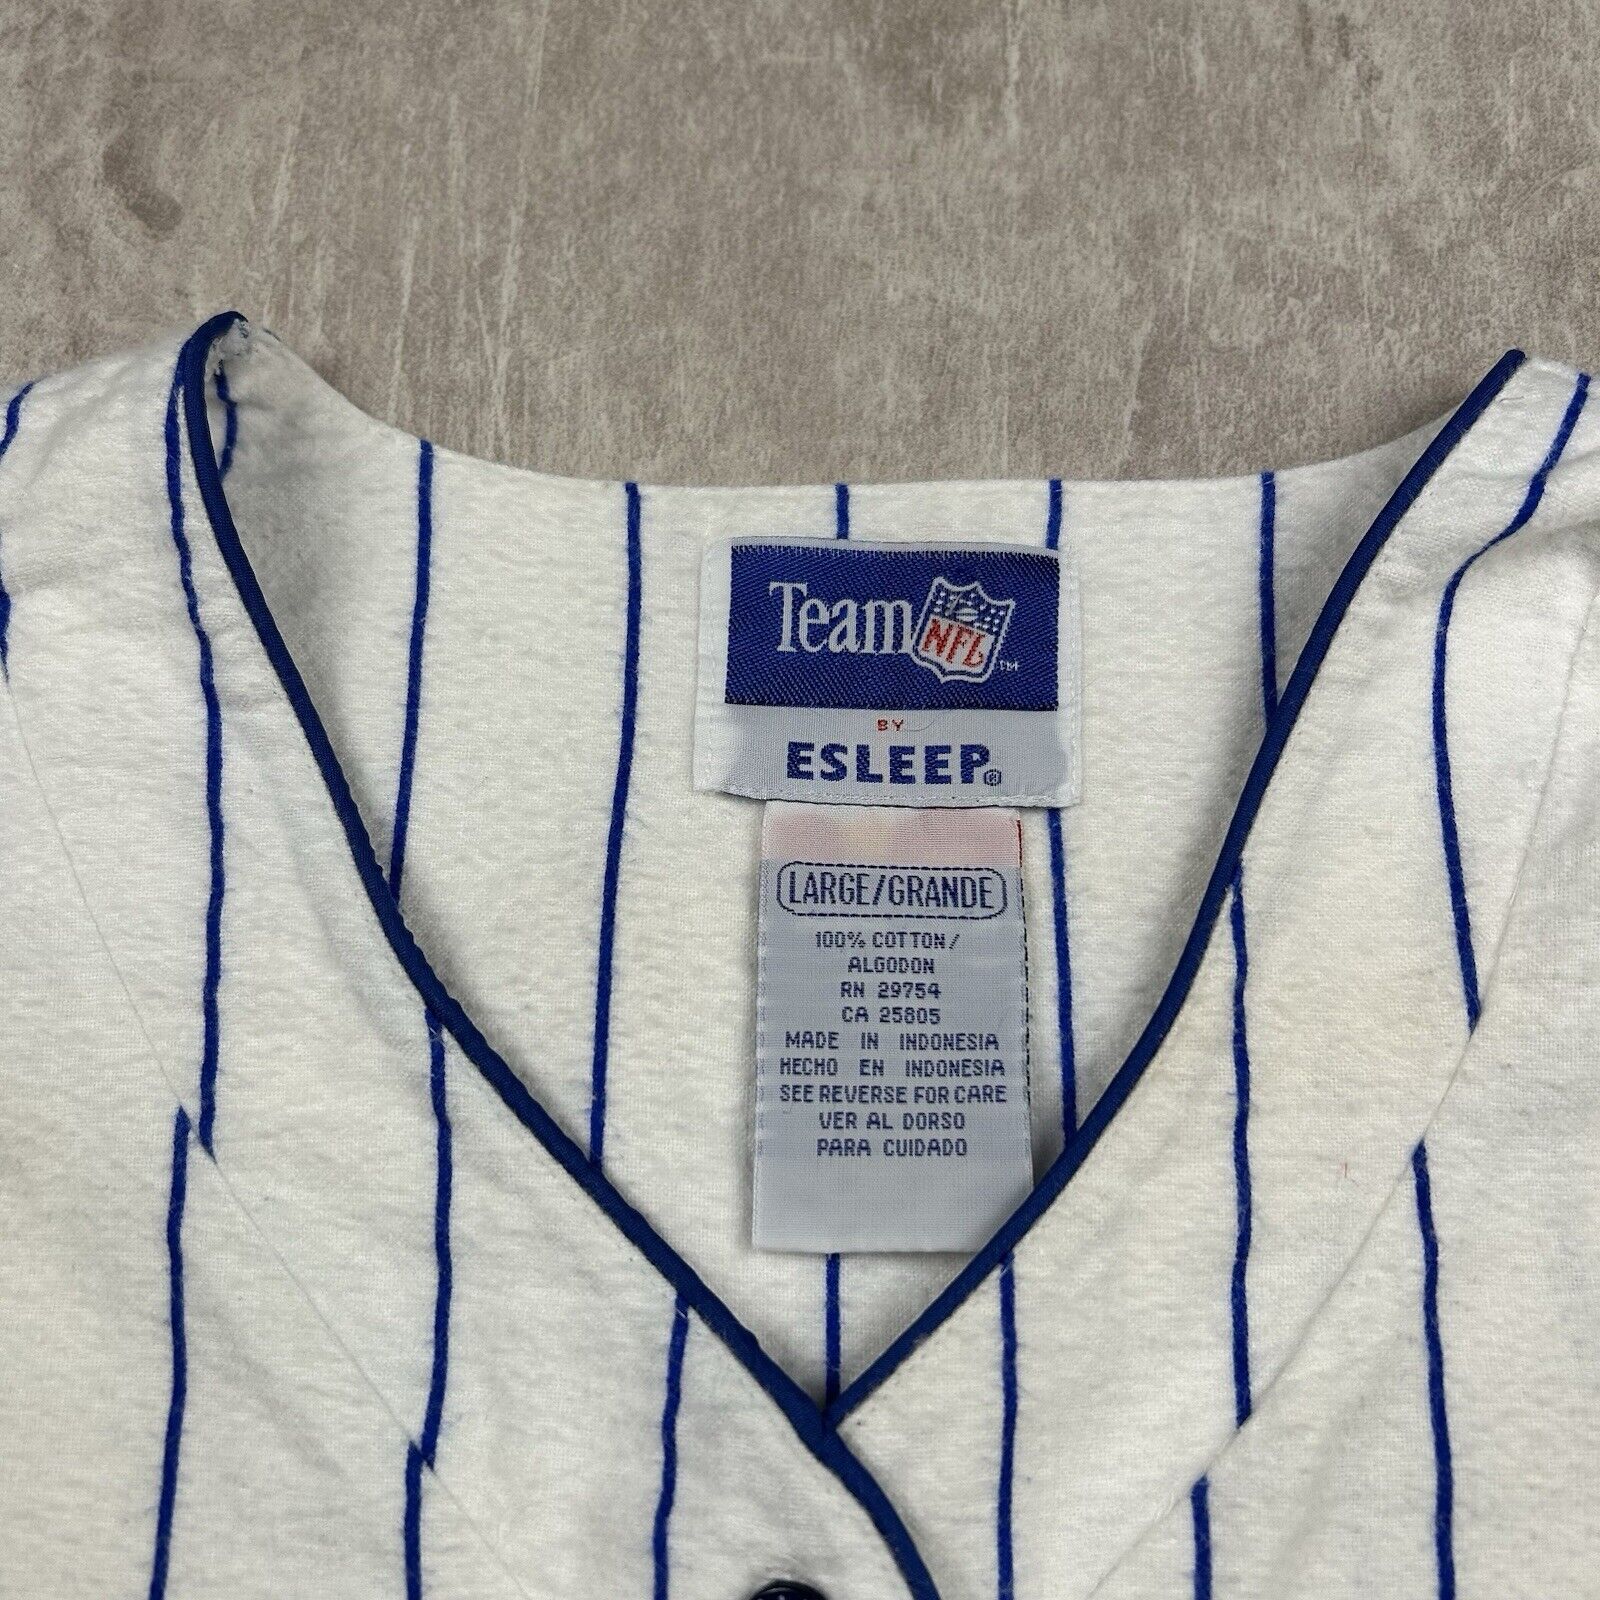 Team NFL™
BY
ESLEEP®
LARGE/GRANDE
100% COTTON/
ALGODON
RN 29754
CA 25805
MADE IN INDONESIA
HECHO EN INDONESIA
SEE REVERSE FOR CARE
VER AL DORSO
PARA CUIDADO